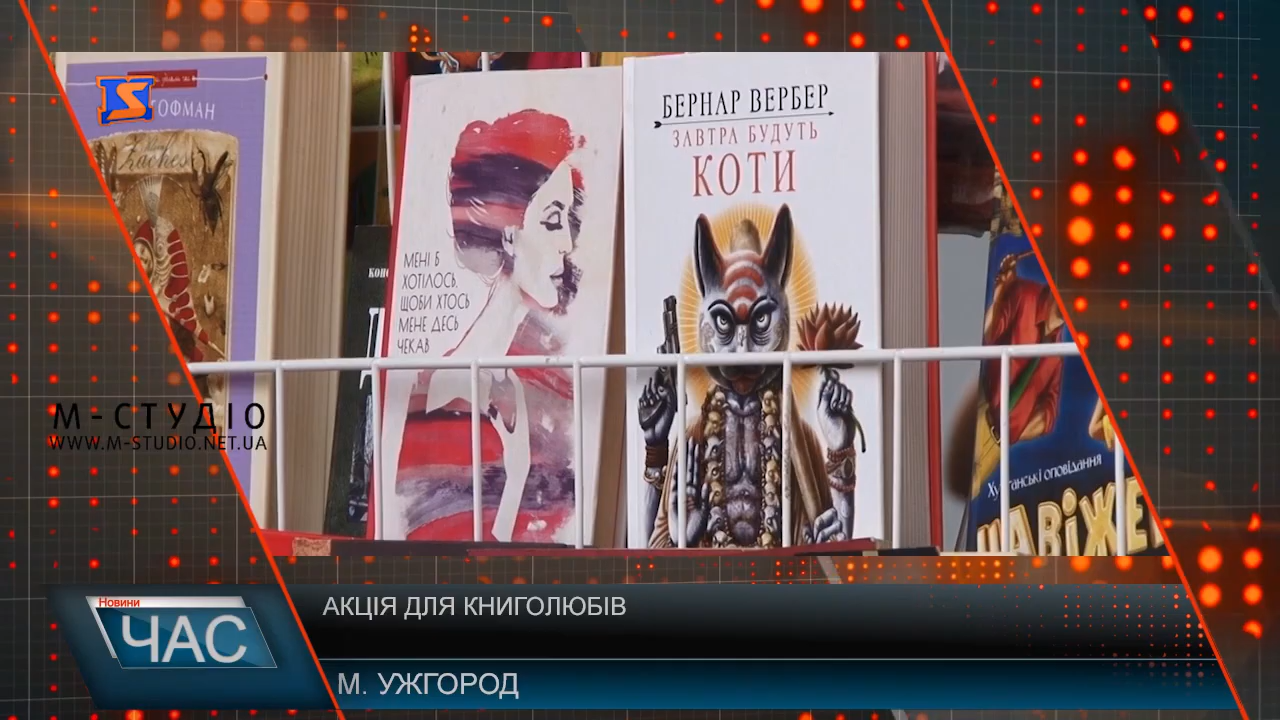 ГОФМАН
Zaches
БЕРНАР ВЕРБЕР
ЗАВТРА БУДУТЬ
КОТИ
МЕНІ Б
ХОТІЛОСЬ,
ЩОБИ ХТОСЬ
МЕНЕ ДЕСЬ
ЧЕКАВ
М-СТУДІО
WWW.M-STUDIO.NET.UA
оповідання
Новини
ЧАС
АКЦІЯ ДЛЯ КНИГОЛЮБІВ
М. УЖГОРОД